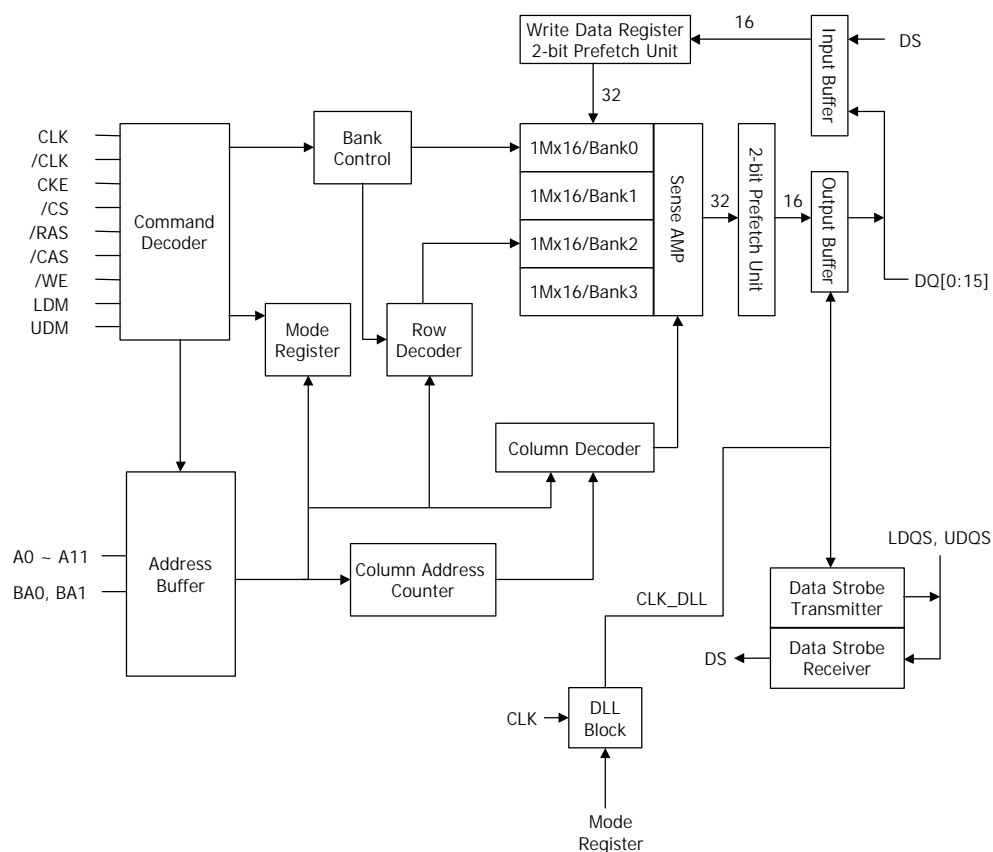 Write Data Register
2-bit Prefetch Unit
16
Input Buffer
DS
32
CLK
/CLK
CKE
/CS
/RAS
/CAS
/WE
LDM
UDM
Command
Decoder
Bank
Control
1Mx16/Bank0
1Mx16/Bank1
1Mx16/Bank2
1Mx16/Bank3
Sense AMP
32
2-bit Prefetch Unit
16
Output Buffer
DQ[0:15]
Mode
Register
Row
Decoder
Column Decoder
A0 ~ A11
BA0, BA1
Address
Buffer
Column Address
Counter
LDQS, UDQS
CLK_DLL
Data Strobe
Transmitter
Data Strobe
Receiver
DS
CLK
DLL
Block
Mode
Register